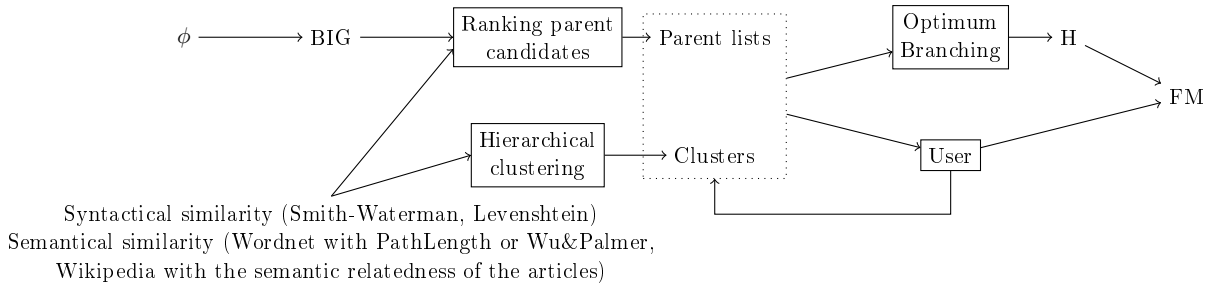 ϕ
BIG
Ranking parent
candidates
Parent lists
Optimum
Branching
H
FM
Hierarchical
clustering
Clusters
User
Syntactical similarity (Smith-Waterman, Levenshtein)
Semantical similarity (Wordnet with PathLength or Wu&Palmer,
Wikipedia with the semantic relatedness of the articles)